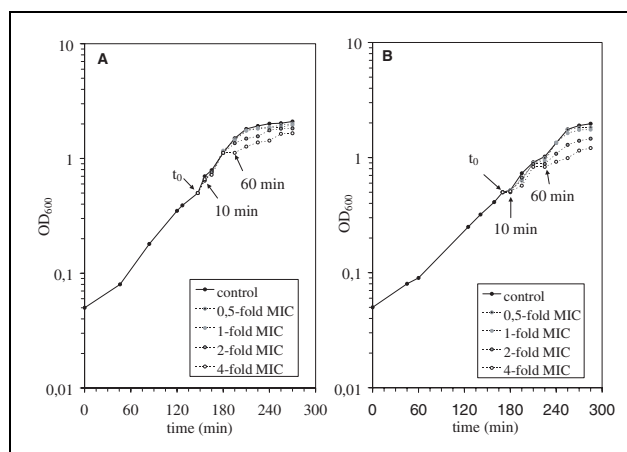 A
10
1
0,1
0,01
OD600
t0
10 min
60 min
control
0,5-fold MIC
1-fold MIC
2-fold MIC
4-fold MIC
0 60 120 180 240 300
time (min)
B
10
1
0,1
0,01
OD600
t0
10 min
60 min
control
0,5-fold MIC
1-fold MIC
2-fold MIC
4-fold MIC
0 60 120 180 240 300
time (min)